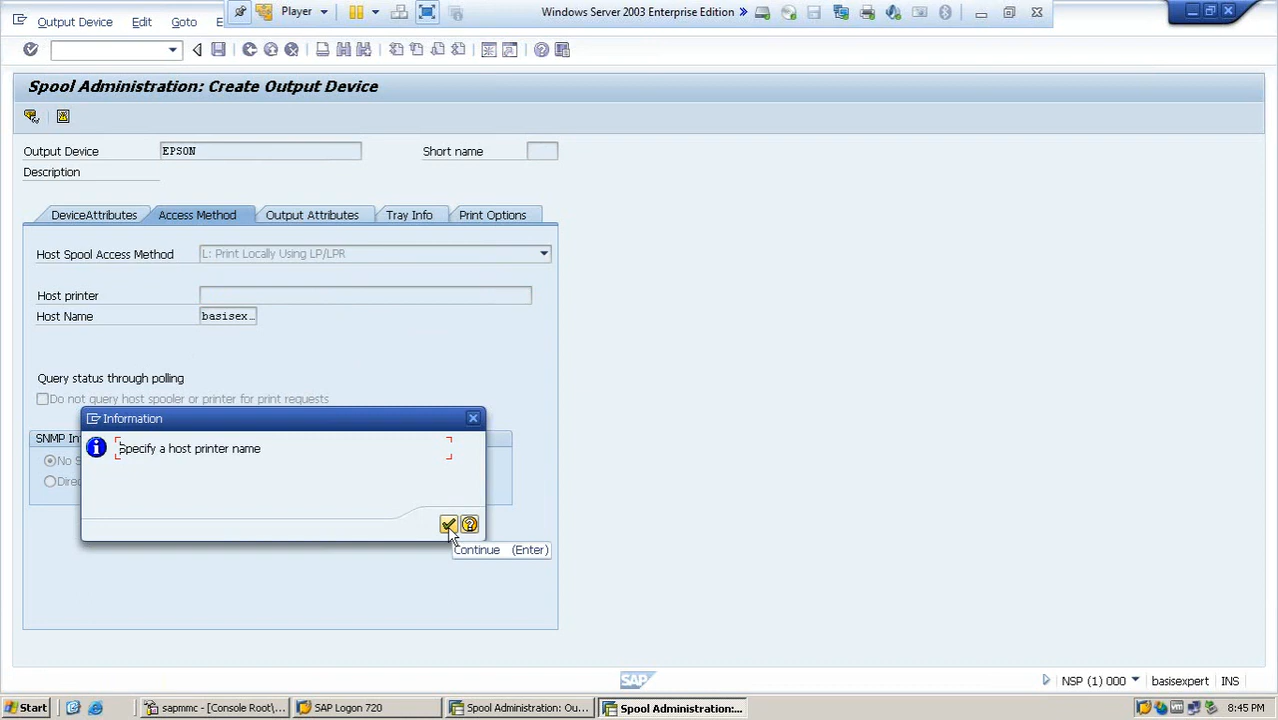 Player
Windows Server 2003 Enterprise Edition
Output Device Edit Goto
Spool Administration: Create Output Device
Output Device EPSON Short name
Description
DeviceAttributes Access Method Output Attributes Tray Info Print Options
Host Spool Access Method L: Print Locally Using LP/LPR
Host printer
Host Name basisex..
Query status through polling
Do not query host spooler or printer for print requests
Information
SNMP In
Specify a host printer name
No S
Direc
Continue (Enter)
SAP
NSP (1) 000 basisexpert INS
Start sapmmc - [Console Root\... SAP Logon 720 Spool Administration: Ou... Spool Administration:... 8:45 PM